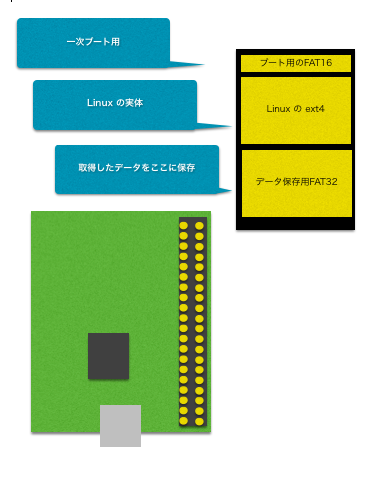 一次ブート用
ブート用のFAT16
Linux の実体
Linux の ext4
取得したデータをここに保存
データ保存用FAT32